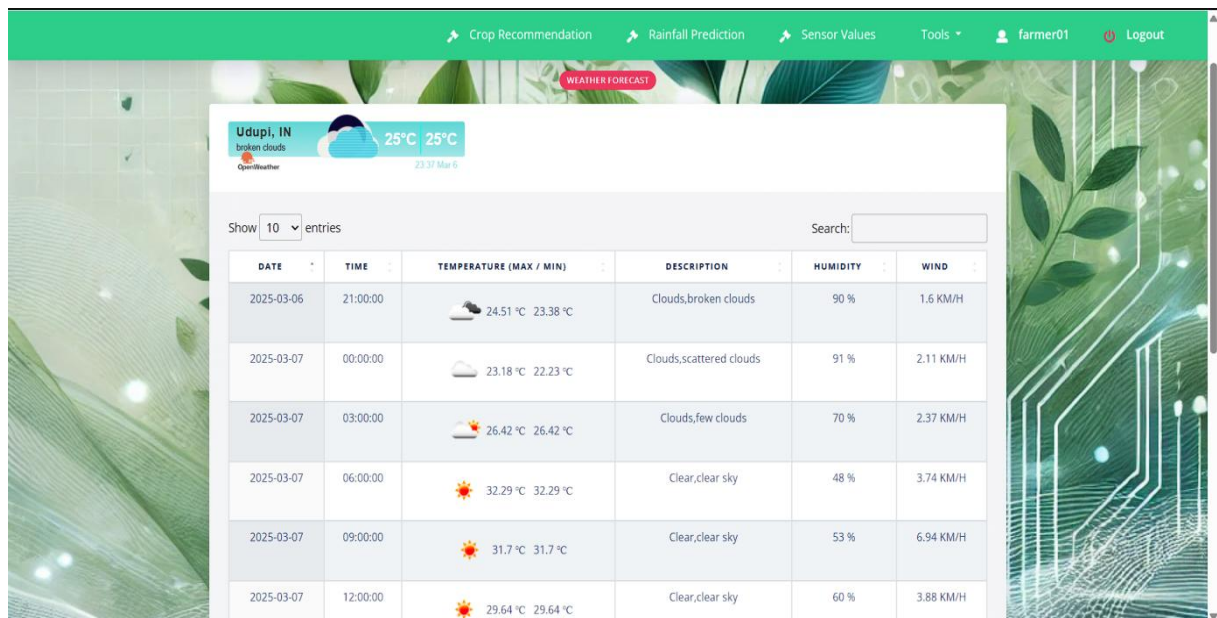 Crop Recommendation Rainfall Prediction Sensor Values Tools farmer01 Logout
WEATHER FORECAST
Udupi, IN
broken clouds
25°C 25°C
OpenWeather
23:37 Mar 6
Show 10 entries Search:
DATE TIME TEMPERATURE (MAX / MIN) DESCRIPTION HUMIDITY WIND
2025-03-06 21:00:00 24.51 °C 23.38 °C Clouds,broken clouds 90 % 1.6 KM/H
2025-03-07 00:00:00 23.18 °C 22.23 °C Clouds,scattered clouds 91 % 2.11 KM/H
2025-03-07 03:00:00 26.42 °C 26.42 °C Clouds,few clouds 70 % 2.37 KM/H
2025-03-07 06:00:00 32.29 °C 32.29 °C Clear,clear sky 48 % 3.74 KM/H
2025-03-07 09:00:00 31.7 °C 31.7 °C Clear,clear sky 53 % 6.94 KM/H
2025-03-07 12:00:00 29.64 °C 29.64 °C Clear,clear sky 60 % 3.88 KM/H